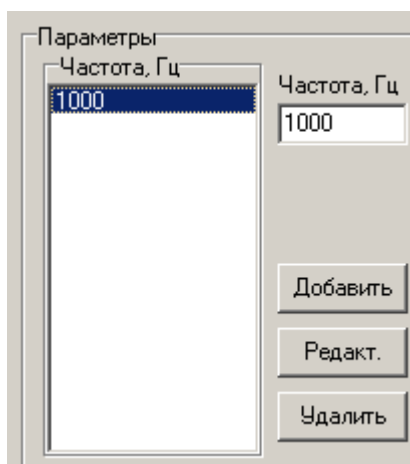 Параметры
Частота, Гц
1000
Частота, Гц
1000
Добавить
Редакт.
Удалить